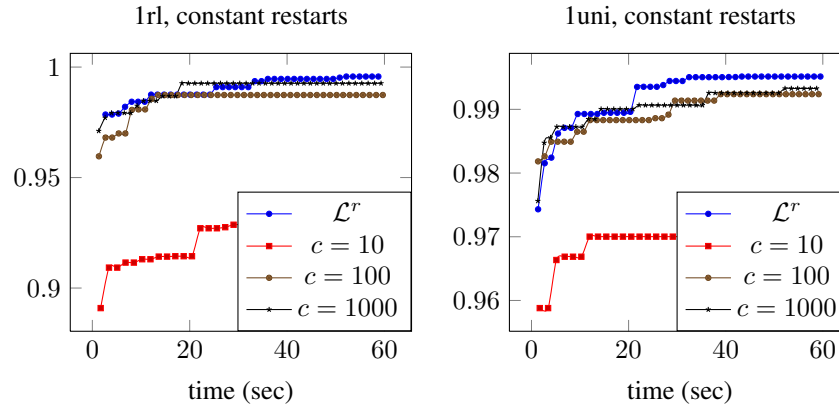 1rl, constant restarts
1
0.95
0.9
0
20
40
60
time (sec)
ℒ^r
c = 10
c = 100
c = 1000
1uni, constant restarts
0.99
0.98
0.97
0.96
0
20
40
60
time (sec)
ℒ^r
c = 10
c = 100
c = 1000